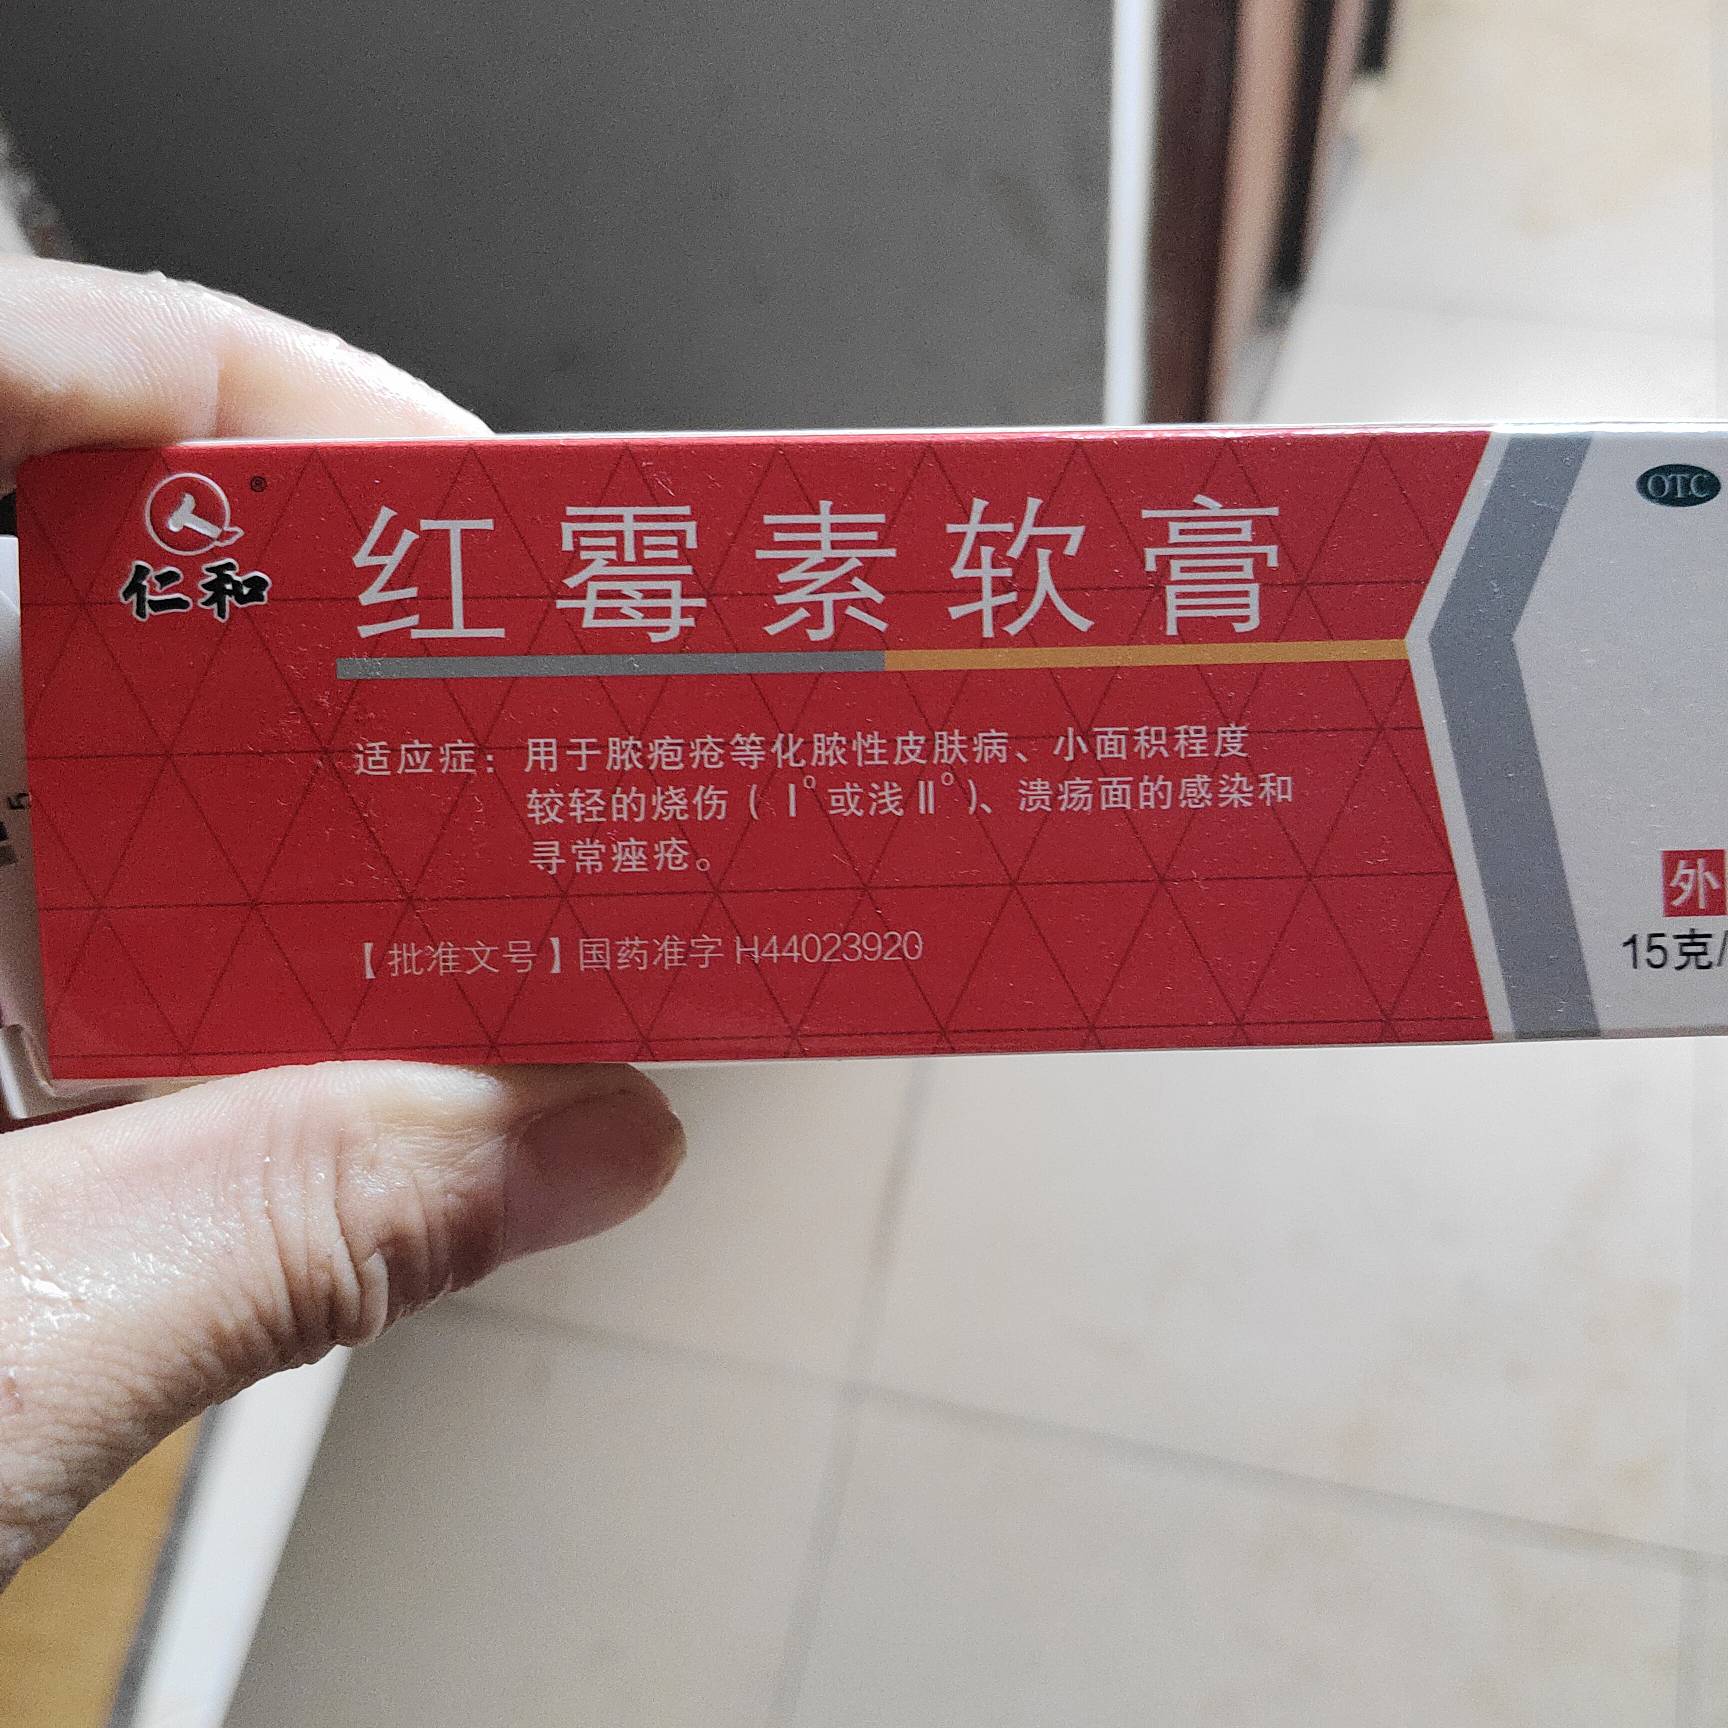 仁和®
红霉素软膏
OTC
适应症：用于脓疱疮等化脓性皮肤病、小面积程度
较轻的烧伤（Ⅰ°或浅Ⅱ°）、溃疡面的感染和
寻常痤疮。
外
15克/
【批准文号】国药准字 H44023920